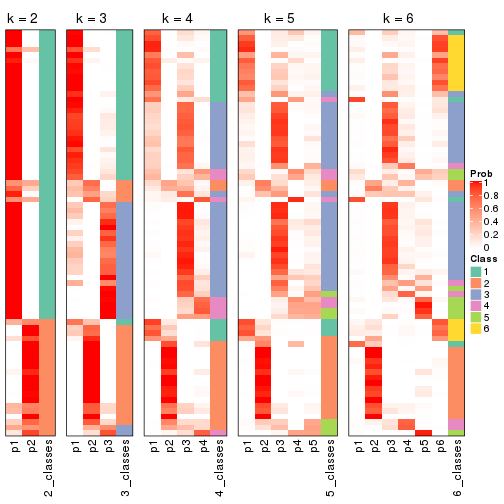 k = 2
k = 3
k = 4
k = 5
k = 6
p1
p2
2_classes
p1
p2
p3
3_classes
p1
p2
p3
p4
4_classes
p1
p2
p3
p4
p5
5_classes
p1
p2
p3
p4
p5
p6
6_classes
Prob
1
0.8
0.6
0.4
0.2
0
Class
1
2
3
4
5
6